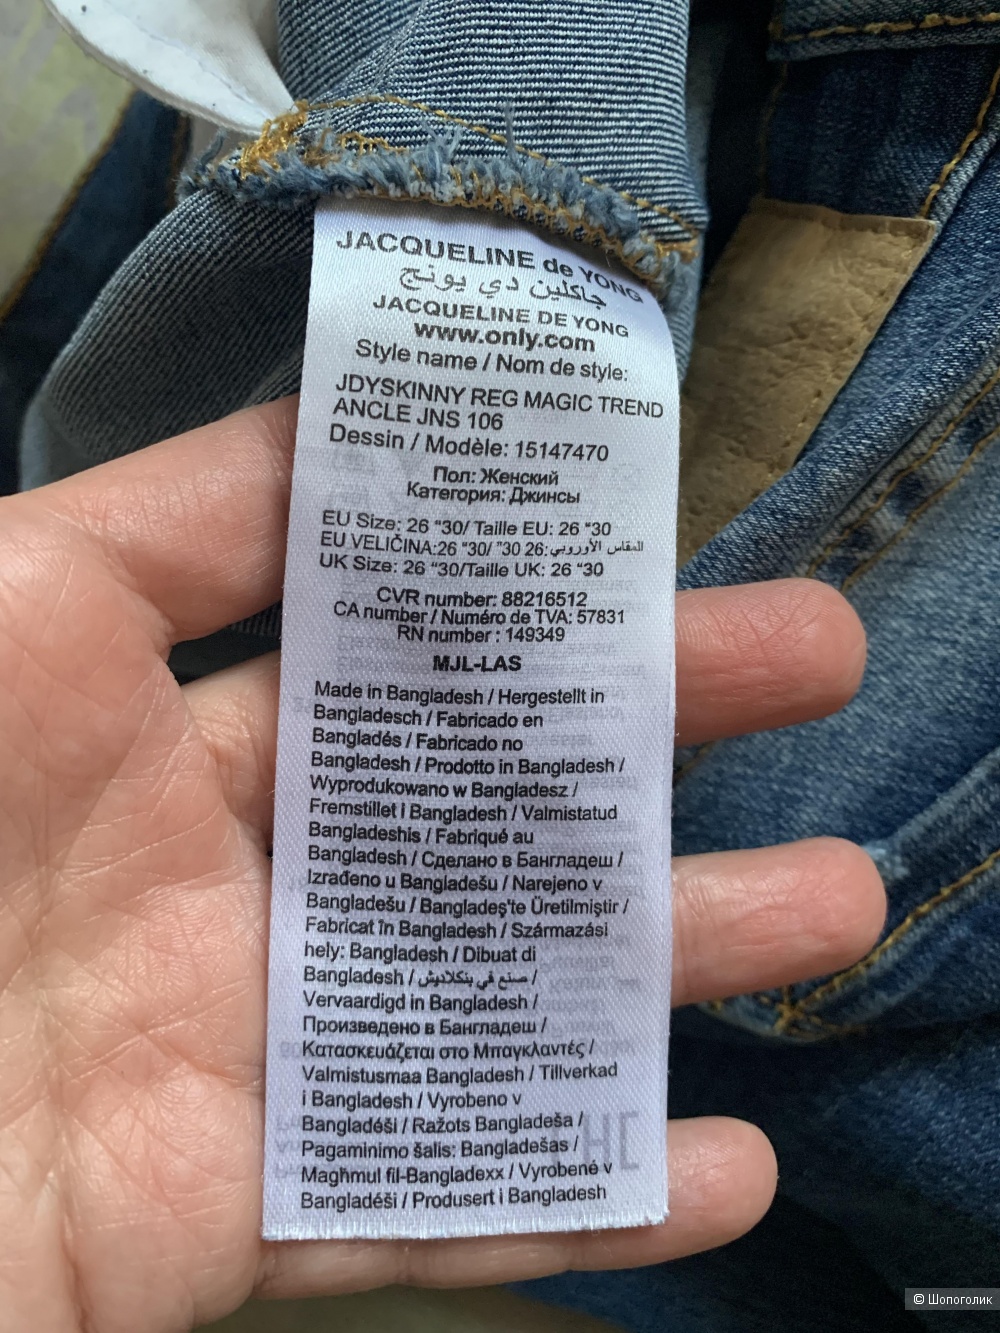 JACQUELINE de YONG
جاكلين دي يونج
JACQUELINE DE YONG
www.only.com
Style name / Nom de style:
JDYSKINNY REG MAGIC TREND
ANCLE JNS 106
Dessin / Modèle: 15147470
Пол: Женский
Категория: Джинсы
EU Size: 26 "30/ Taille EU: 26 "30
EU VELIČINA:26 "30/ "30 26:المقاس الأوروبي
UK Size: 26 "30/Taille UK: 26 "30
CVR number: 88216512
CA number / Numéro de TVA: 57831
RN number : 149349
MJL-LAS
Made in Bangladesh / Hergestellt in
Bangladesch / Fabricado en
Bangladés / Fabricado no
Bangladesh / Prodotto in Bangladesh /
Wyprodukowano w Bangladesz /
Fremstillet i Bangladesh / Valmistatud
Bangladeshis / Fabriqué au
Bangladesh / Сделано в Бангладеш /
Izrađeno u Bangladešu / Narejeno v
Bangladešu / Bangladeş'te Üretilmiştir /
Fabricat în Bangladesh / Származási
hely: Bangladesh / Dibuat di
Bangladesh / صنع في بنكلاديش /
Vervaardigd in Bangladesh /
Произведено в Бангладеш /
Κατασκευάζεται στο Μπαγκλαντές /
Valmistusmaa Bangladesh / Tillverkad
i Bangladesh / Vyrobeno v
Bangladéši / Ražots Bangladeša /
Pagaminimo šalis: Bangladešas /
Magħmul fil-Bangladexx / Vyrobené v
Bangladéši / Produsert i Bangladesh
© Шопоголик